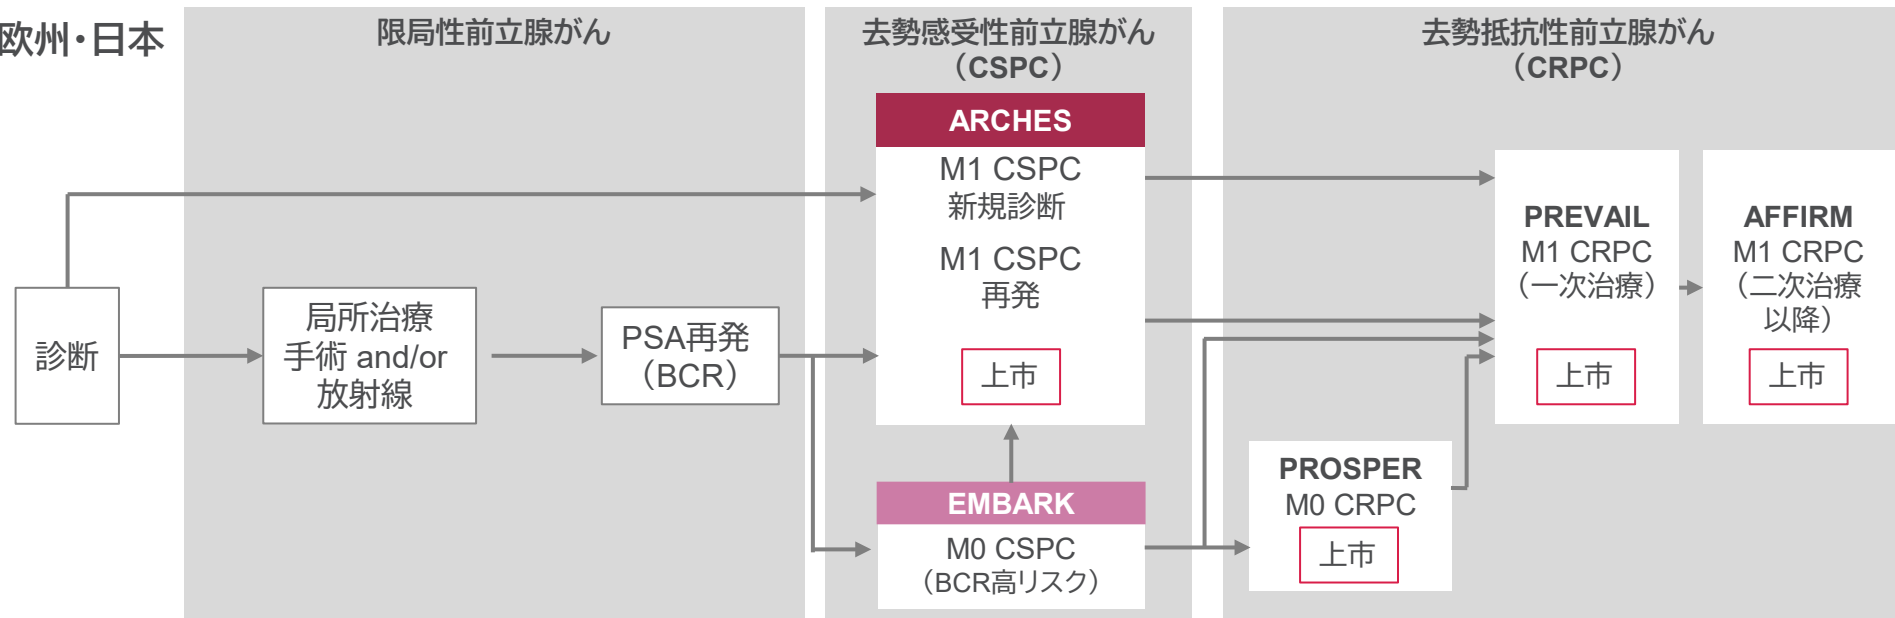 欧州・日本
限局性前立腺がん
去勢感受性前立腺がん
（CSPC）
去勢抵抗性前立腺がん
（CRPC）
診断
局所治療
手術 and/or
放射線
PSA再発
（BCR）
ARCHES
M1 CSPC
新規診断
M1 CSPC
再発
上市
EMBARK
M0 CSPC
（BCR高リスク）
PROSPER
M0 CRPC
上市
PREVAIL
M1 CRPC
（一次治療）
上市
AFFIRM
M1 CRPC
（二次治療
以降）
上市